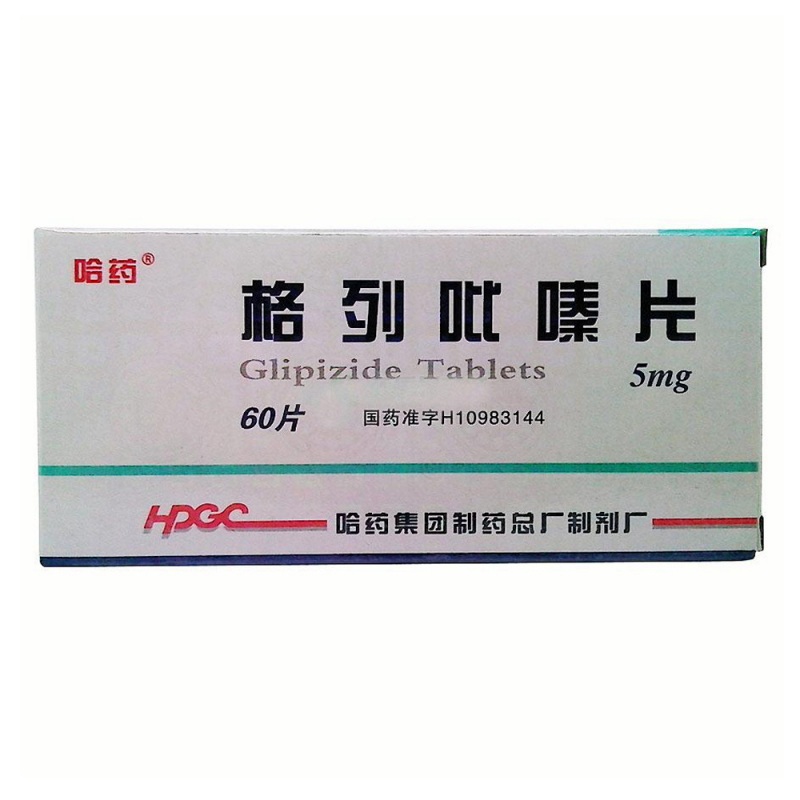 哈药®
格列吡嗪片
Glipizide Tablets 5mg
60片 国药准字H10983144
HPGC 哈药集团制药总厂制剂厂